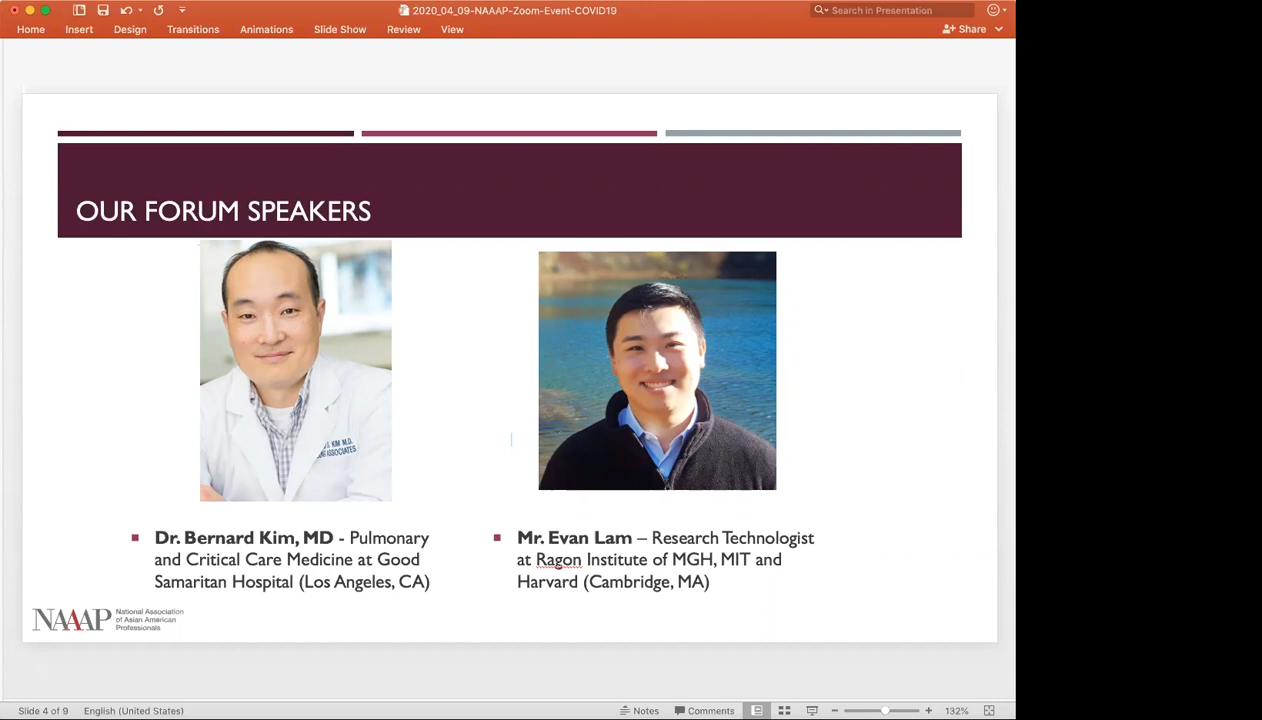 2020_04_09-NAAAP-Zoom-Event-COVID19
Search in Presentation
Home Insert Design Transitions Animations Slide Show Review View Share
OUR FORUM SPEAKERS
KIM M.D.
ASSOCIATES
Dr. Bernard Kim, MD - Pulmonary
and Critical Care Medicine at Good
Samaritan Hospital (Los Angeles, CA)
Mr. Evan Lam – Research Technologist
at Ragon Institute of MGH, MIT and
Harvard (Cambridge, MA)
NAAAP
National Association
of Asian American
Professionals
Slide 4 of 9 English (United States) Notes Comments 132%